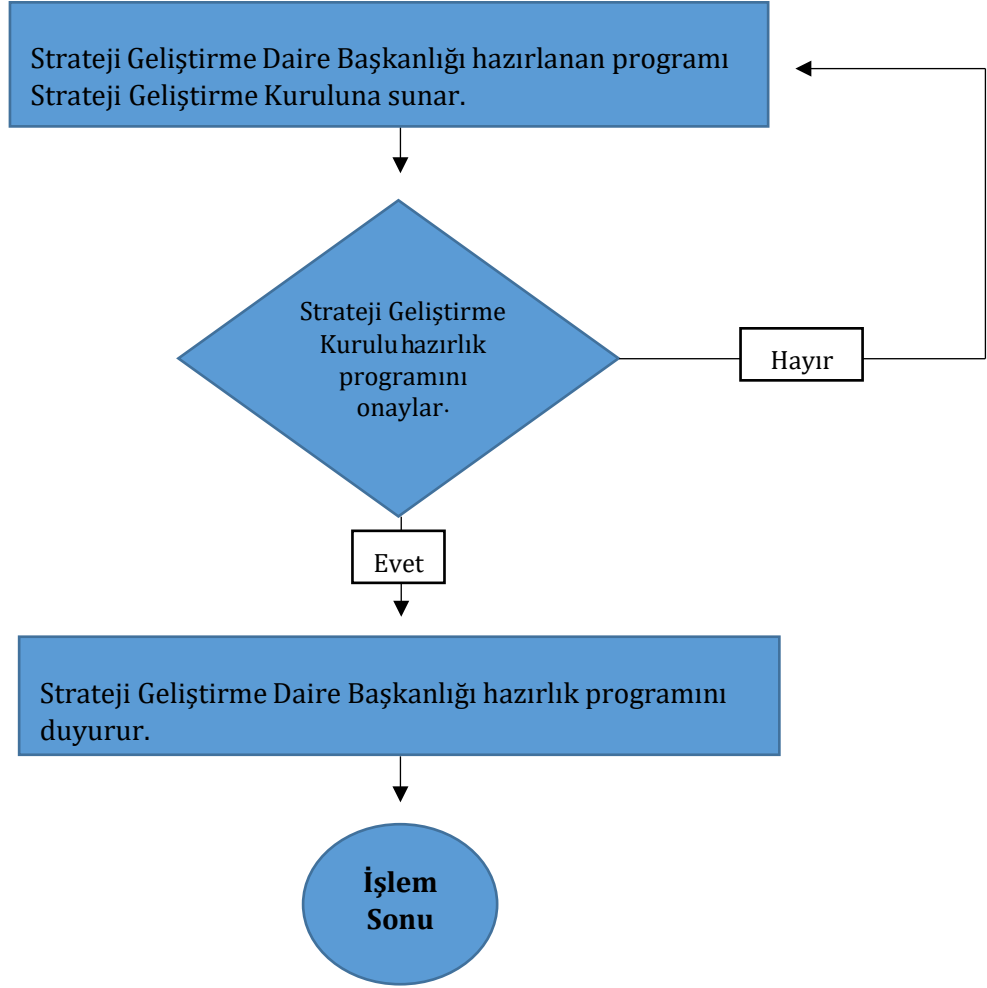 Strateji Geliştirme Daire Başkanlığı hazırlanan programı
Strateji Geliştirme Kuruluna sunar.
Strateji Geliştirme
Kurulu hazırlık
programını
onaylar.
Hayır
Evet
Strateji Geliştirme Daire Başkanlığı hazırlık programını
duyurur.
İşlem
Sonu